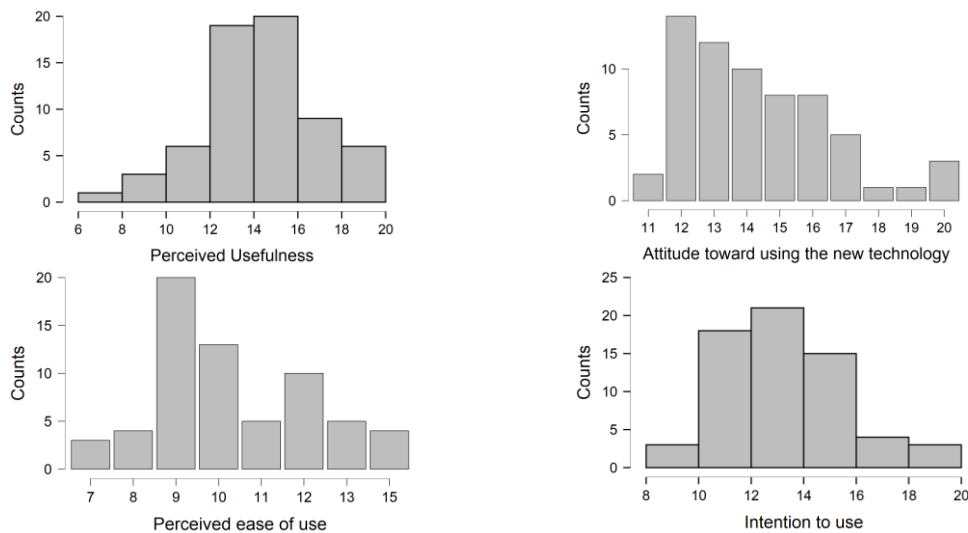 20
15
10
5
0
Counts
6 8 10 12 14 16 18 20
Perceived Usefulness
10
5
0
Counts
11 12 13 14 15 16 17 18 19 20
Attitude toward using the new technology
20
15
10
5
0
Counts
7 8 9 10 11 12 13 15
Perceived ease of use
25
20
15
10
5
0
Counts
8 10 12 14 16 18 20
Intention to use